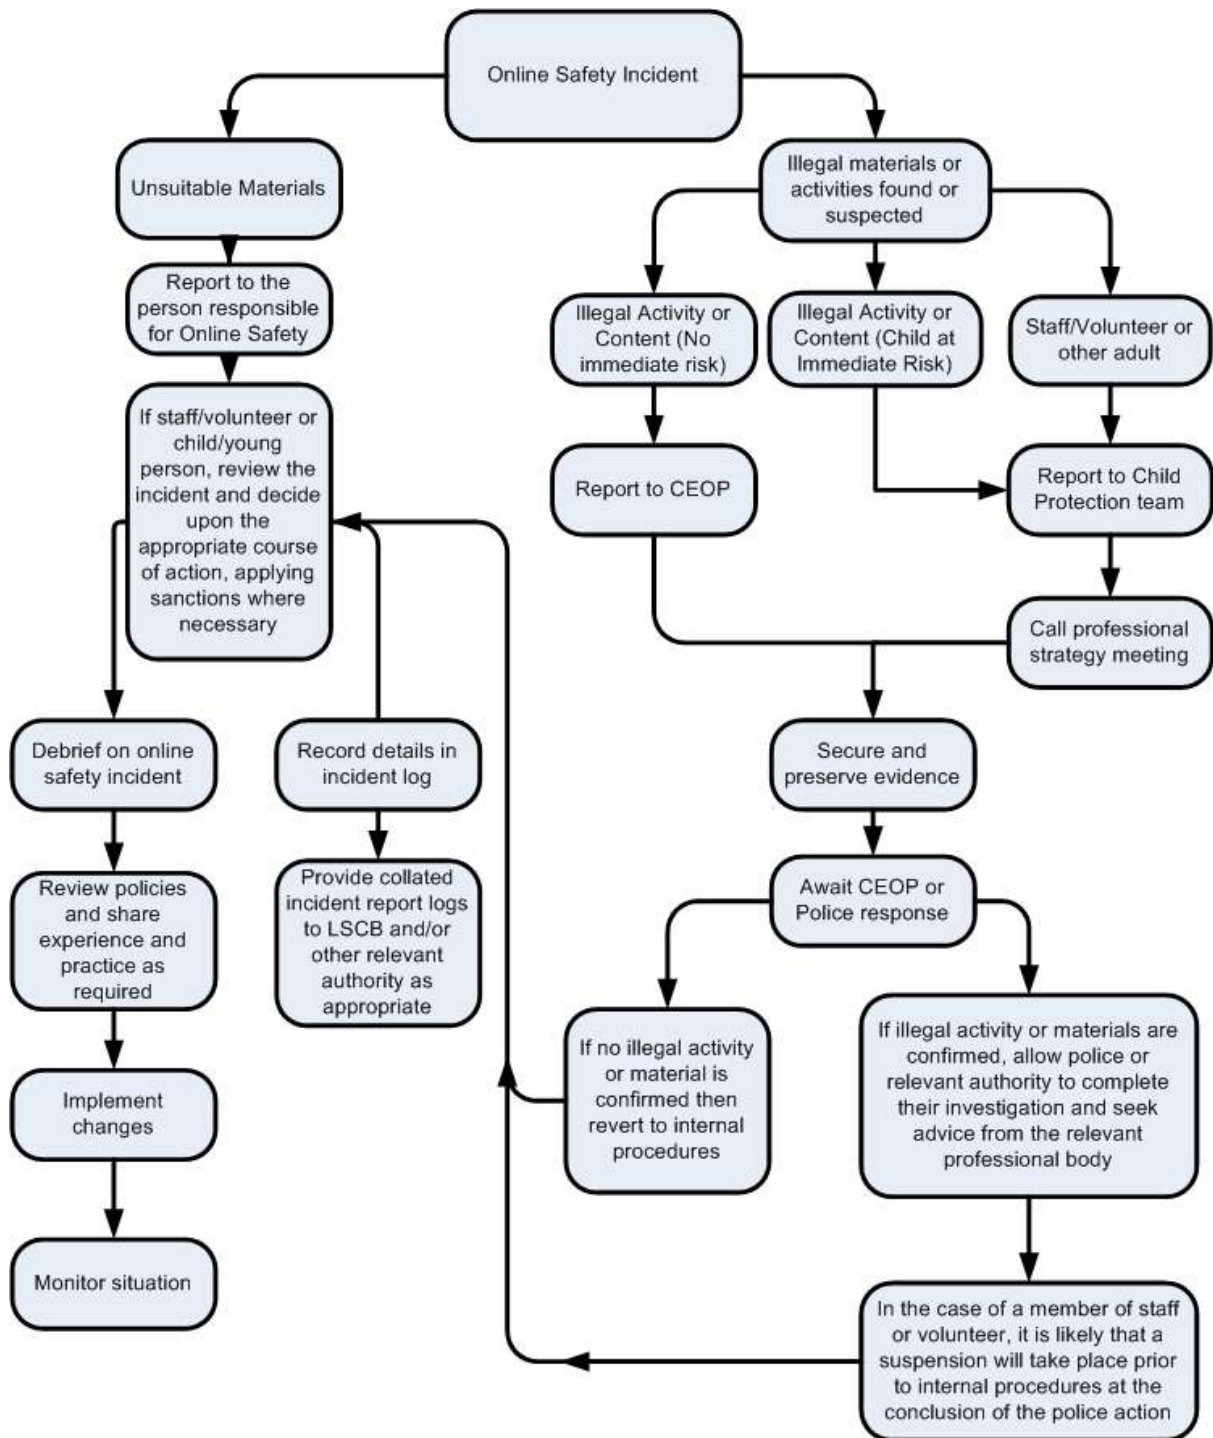 Online Safety Incident
Unsuitable Materials
Illegal materials or
activities found or
suspected
Report to the
person responsible
for Online Safety
Illegal Activity or
Content (No
immediate risk)
Illegal Activity or
Content (Child at
Immediate Risk)
Staff/Volunteer or
other adult
If staff/volunteer or
child/young
person, review the
incident and decide
upon the
appropriate course
of action, applying
sanctions where
necessary
Report to CEOP
Report to Child
Protection team
Call professional
strategy meeting
Debrief on online
safety incident
Record details in
incident log
Secure and
preserve evidence
Review policies
and share
experience and
practice as
required
Provide collated
incident report logs
to LSCB and/or
other relevant
authority as
appropriate
Await CEOP or
Police response
If no illegal activity
or material is
confirmed then
revert to internal
procedures
If illegal activity or materials are
confirmed, allow police or
relevant authority to complete
their investigation and seek
advice from the relevant
professional body
Implement
changes
Monitor situation
In the case of a member of staff
or volunteer, it is likely that a
suspension will take place prior
to internal procedures at the
conclusion of the police action